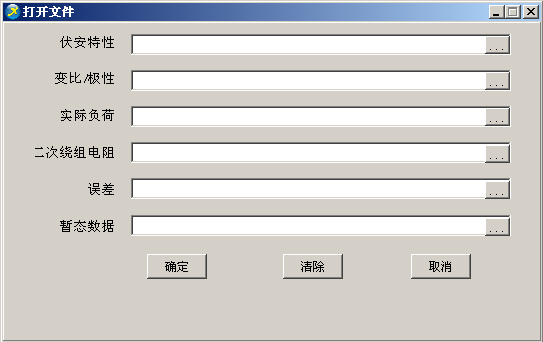 打开文件
伏安特性 ...
变比/极性 ...
实际负荷 ...
二次绕组电阻 ...
误差 ...
暂态数据 ...
确定 清除 取消